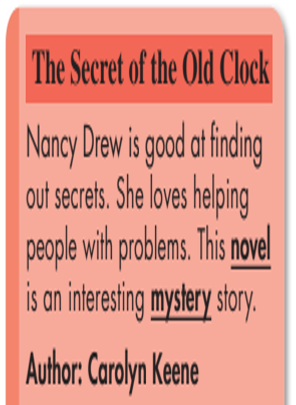 The Secret of the Old Clock
Nancy Drew is good at finding
out secrets. She loves helping
people with problems. This novel
is an interesting mystery story.
Author: Carolyn Keene